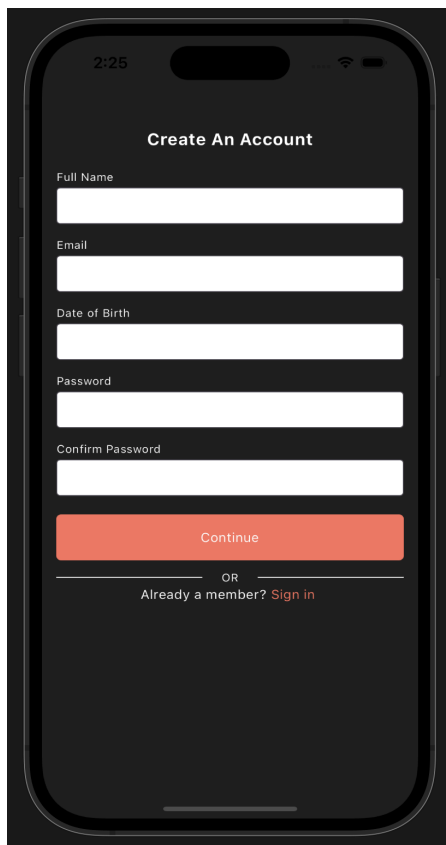 2:25
Create An Account
Full Name
Email
Date of Birth
Password
Confirm Password
Continue
OR
Already a member? Sign in